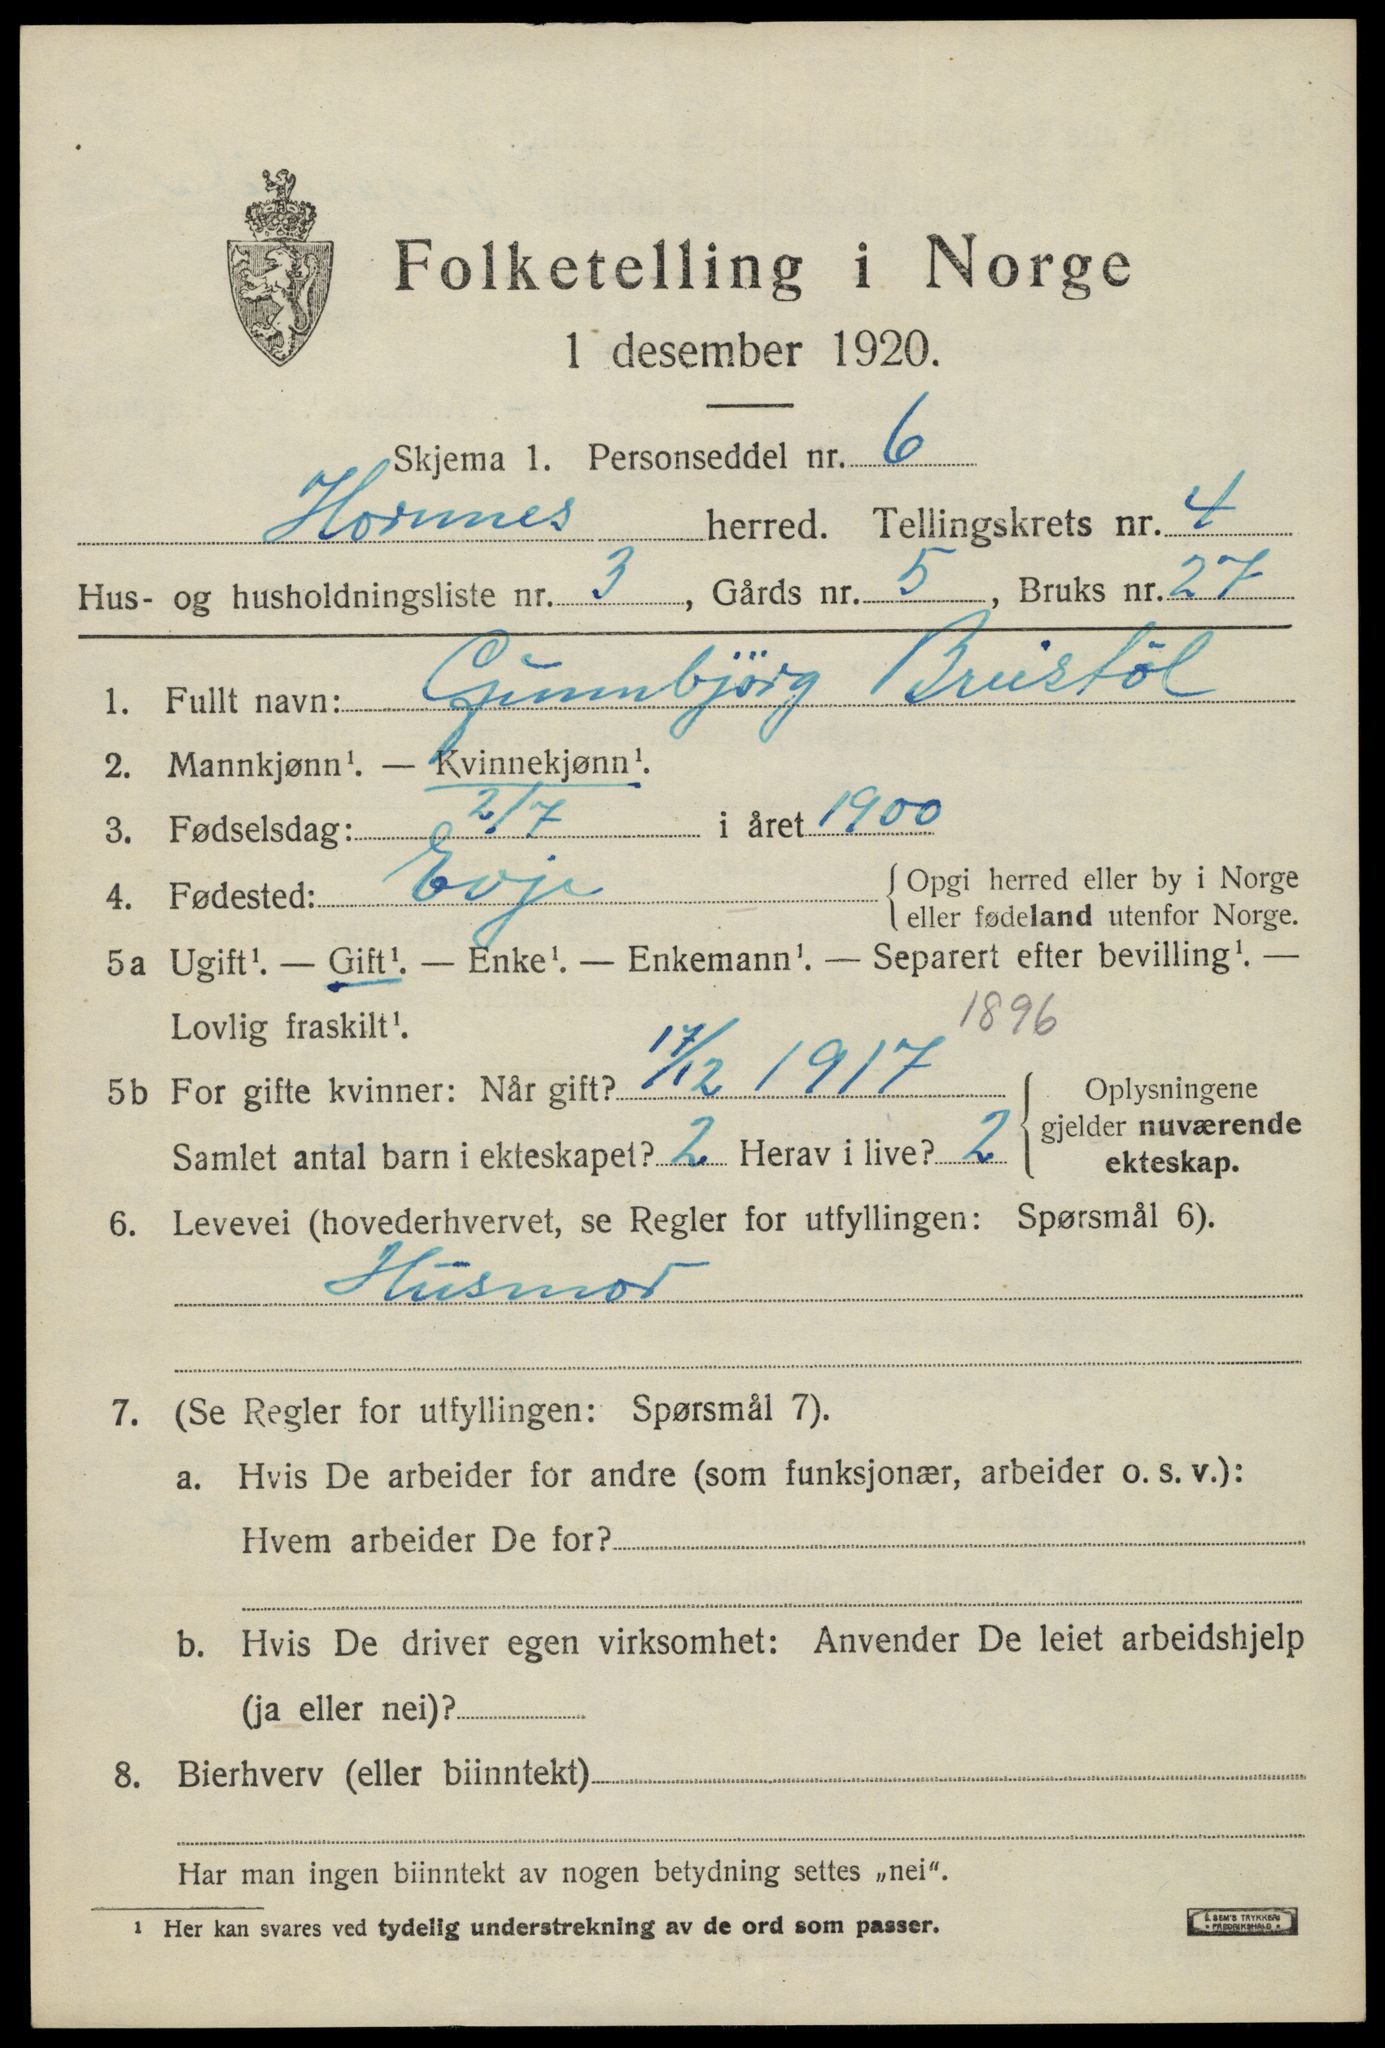 Folketelling i Norge
1 desember 1920.
Skjema 1. Personseddel nr. 6
Hornnes herred. Tellingskrets nr. 4
Hus- og husholdningsliste nr. 3, Gårds nr. 5, Bruks nr. 27
1. Fullt navn: Gunnbjörg Bruistöl
2. Mannkjønn¹. — Kvinnekjønn¹.
3. Fødselsdag: 2/7 i året 1900
4. Fødested: Evje { Opgi herred eller by i Norge
eller fødeland utenfor Norge.
5a Ugift¹. — Gift¹. — Enke¹. — Enkemann¹. — Separert efter bevilling¹. —
Lovlig fraskilt¹.
1896
5b For gifte kvinner: Når gift? 17/12 1917 { Oplysningene
gjelder nuværende
Samlet antal barn i ekteskapet? 2 Herav i live? 2
ekteskap.
6. Levevei (hovederhvervet, se Regler for utfyllingen: Spørsmål 6).
Husmor
7. (Se Regler for utfyllingen: Spørsmål 7).
a. Hvis De arbeider for andre (som funksjonær, arbeider o. s. v.):
Hvem arbeider De for?
b. Hvis De driver egen virksomhet: Anvender De leiet arbeidshjelp
(ja eller nei)?
8. Bierhverv (eller biinntekt)
Har man ingen biinntekt av nogen betydning settes „nei“.
¹ Her kan svares ved tydelig understrekning av de ord som passer.
E. SEM'S TRYKKERI
FREDRIKSHALD